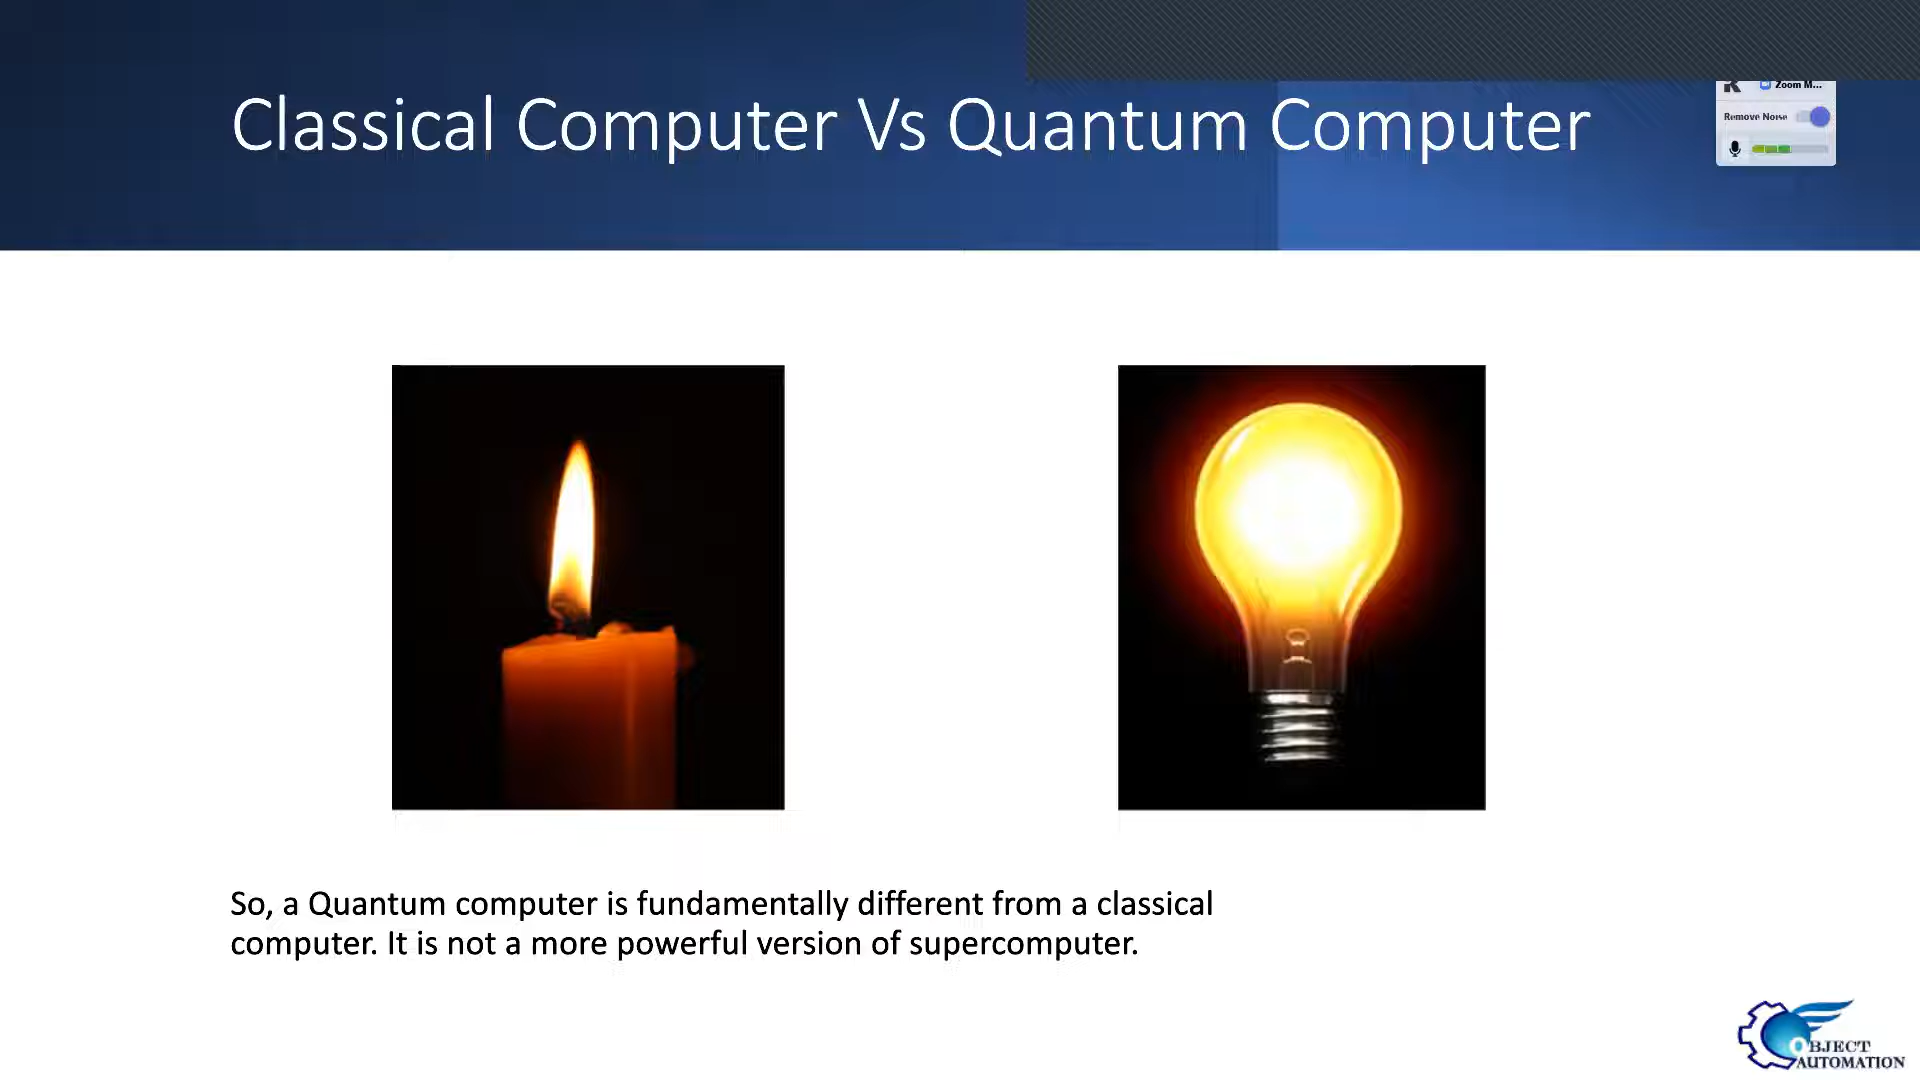 Classical Computer Vs Quantum Computer
Zoom M...
Remove Noise
So, a Quantum computer is fundamentally different from a classical
computer. It is not a more powerful version of supercomputer.
OBJECT
AUTOMATION